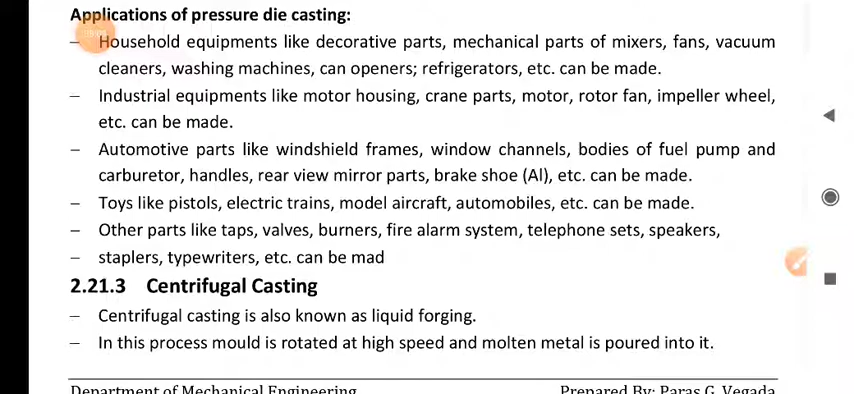 Applications of pressure die casting:
– Household equipments like decorative parts, mechanical parts of mixers, fans, vacuum
cleaners, washing machines, can openers; refrigerators, etc. can be made.
– Industrial equipments like motor housing, crane parts, motor, rotor fan, impeller wheel,
etc. can be made.
– Automotive parts like windshield frames, window channels, bodies of fuel pump and
carburetor, handles, rear view mirror parts, brake shoe (Al), etc. can be made.
– Toys like pistols, electric trains, model aircraft, automobiles, etc. can be made.
– Other parts like taps, valves, burners, fire alarm system, telephone sets, speakers,
– staplers, typewriters, etc. can be mad
2.21.3 Centrifugal Casting
– Centrifugal casting is also known as liquid forging.
– In this process mould is rotated at high speed and molten metal is poured into it.
Department of Mechanical Engineering Prepared By: Paras G. Vegada